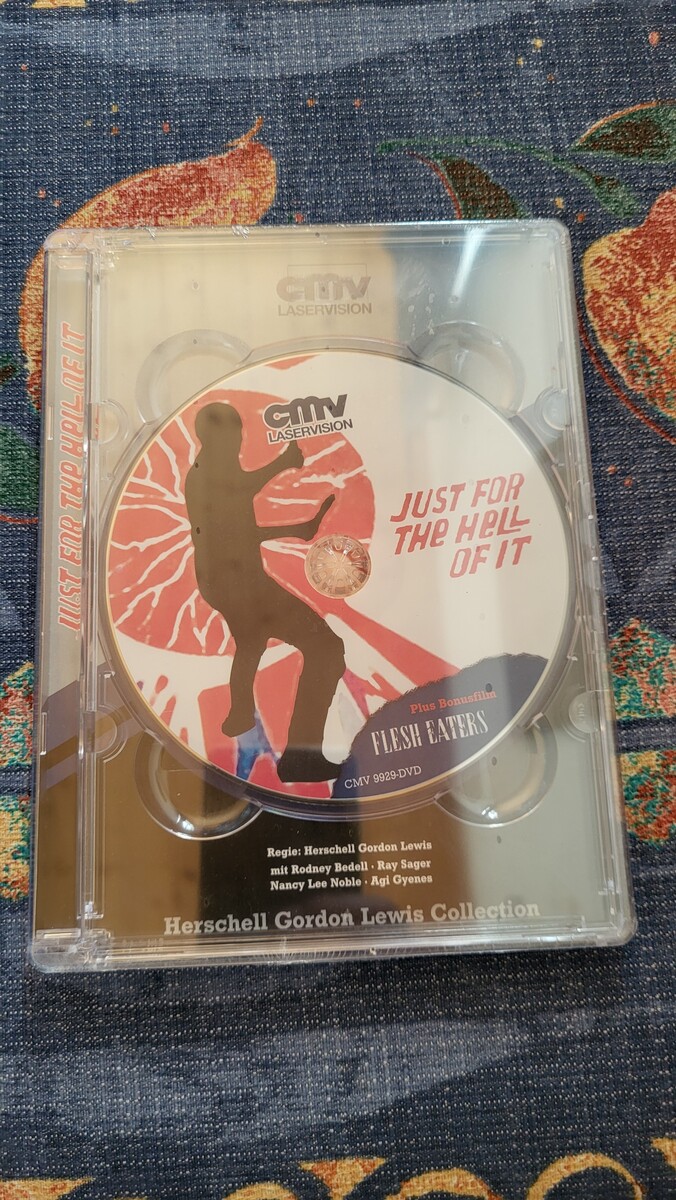 cmv
LASERVISION
JUST FOR THE HELL OF IT
cmv
LASERVISION
JUST FOR
THE HELL
OF IT
Plus Bonusfilm
FLESH EATERS
CMV 9929-DVD
Regie: Herschell Gordon Lewis
mit Rodney Bedell · Ray Sager
Nancy Lee Noble · Agi Gyenes
Herschell Gordon Lewis Collection